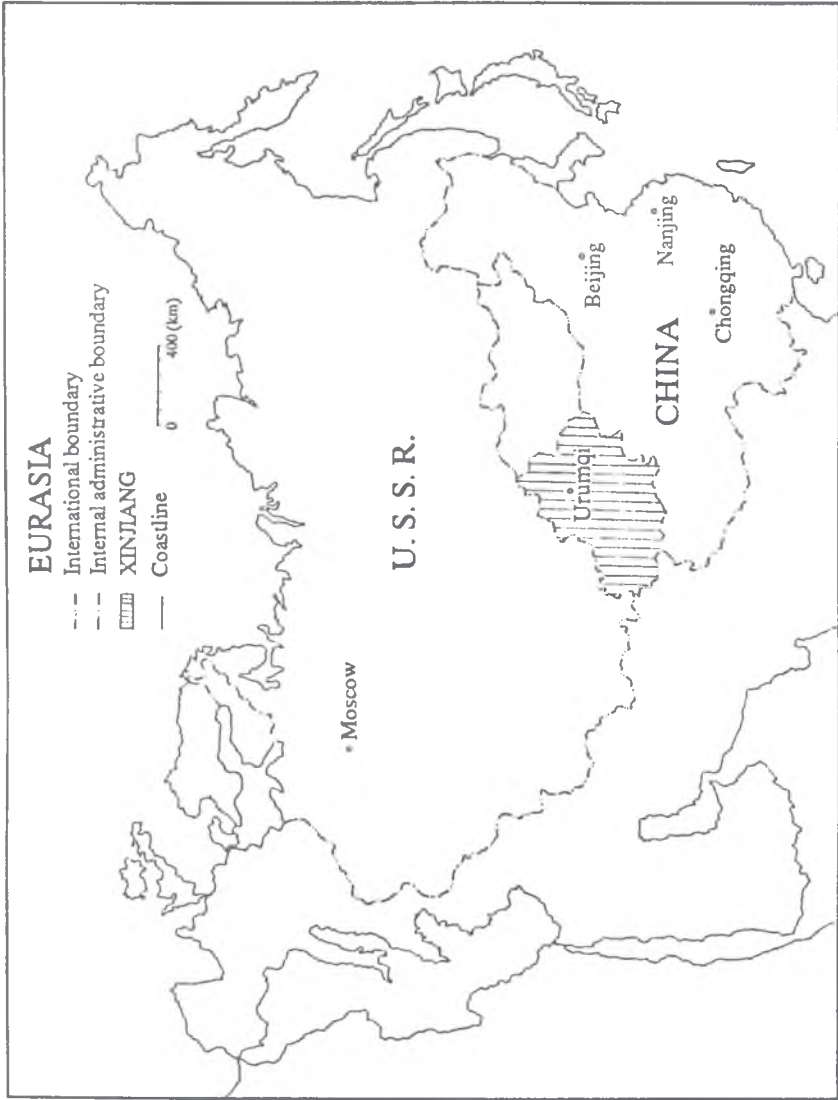 EURASIA
International boundary
Internal administrative boundary
XINJIANG
Coastline
0 400 (km)
U. S. S. R.
Moscow
Urumqi
CHINA
Beijing
Nanjing
Chongqing